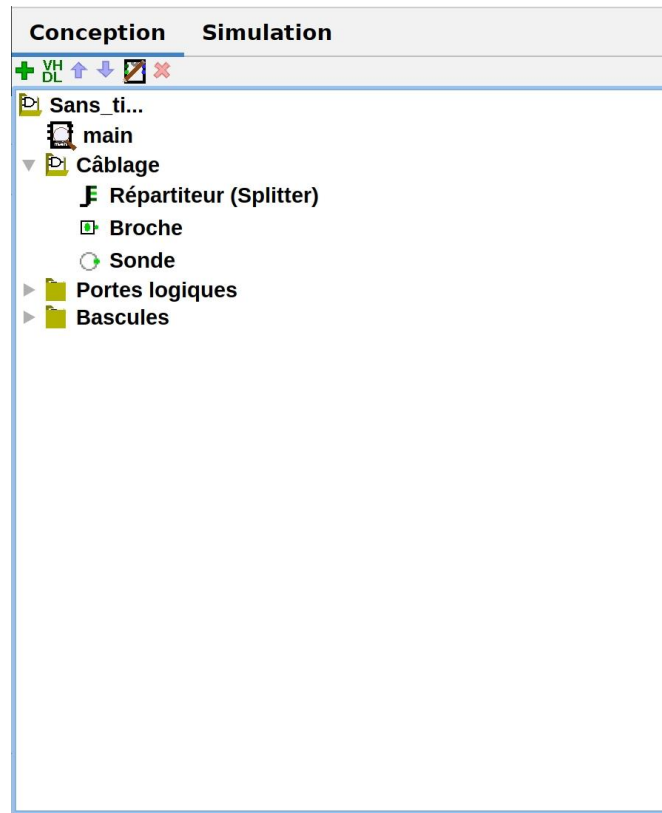 Conception Simulation
VH
DL
Sans_ti...
main
Câblage
Répartiteur (Splitter)
Broche
Sonde
Portes logiques
Bascules